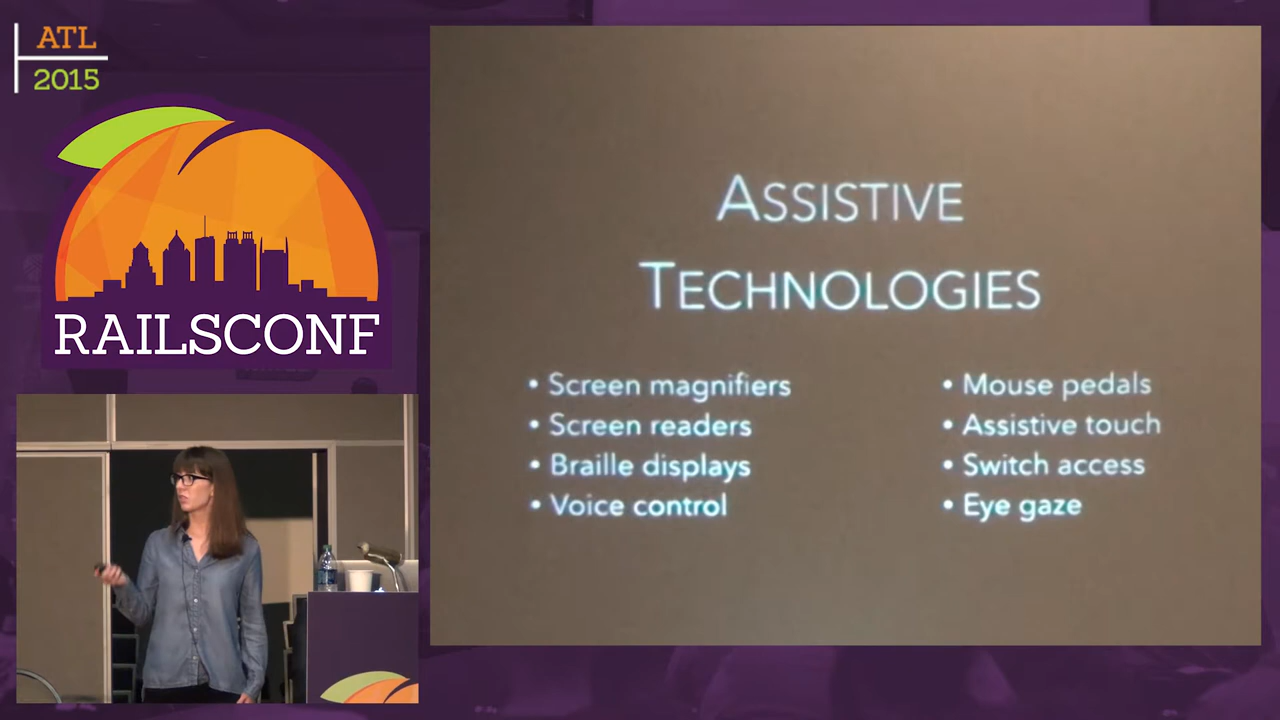 ATL
2015
RAILSCONF
ASSISTIVE
TECHNOLOGIES
• Screen magnifiers
• Screen readers
• Braille displays
• Voice control
• Mouse pedals
• Assistive touch
• Switch access
• Eye gaze